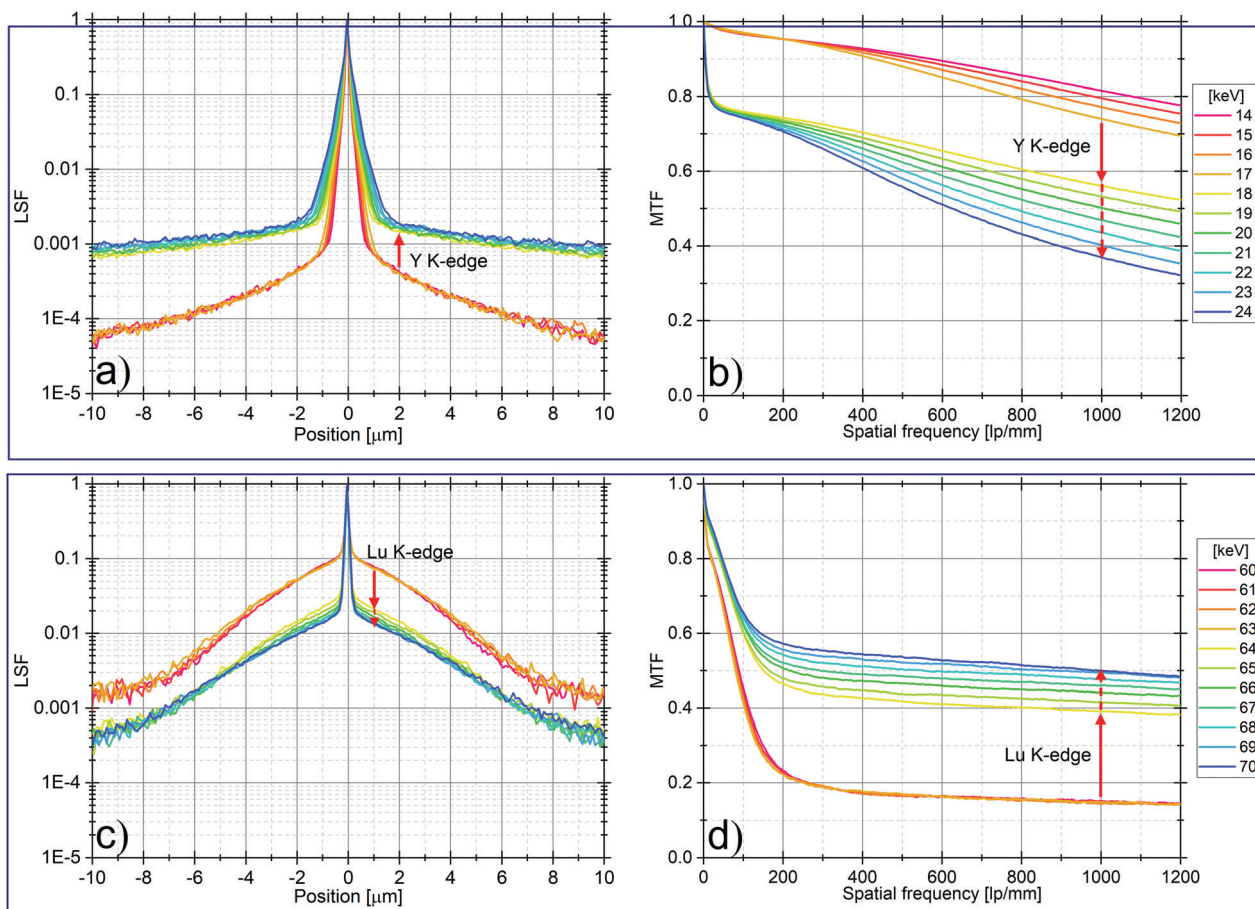 1
0.1
0.01
0.001
1E-4
1E-5
LSF
Y K-edge
a)
-10 -8 -6 -4 -2 0 2 4 6 8 10
Position [μm]
1.0
0.8
0.6
0.4
0.2
0.0
MTF
Y K-edge
b)
0 200 400 600 800 1000 1200
Spatial frequency [lp/mm]
[keV]
14
15
16
17
18
19
20
21
22
23
24
1
0.1
0.01
0.001
1E-4
1E-5
LSF
Lu K-edge
c)
-10 -8 -6 -4 -2 0 2 4 6 8 10
Position [μm]
1.0
0.8
0.6
0.4
0.2
0.0
MTF
Lu K-edge
d)
0 200 400 600 800 1000 1200
Spatial frequency [lp/mm]
[keV]
60
61
62
63
64
65
66
67
68
69
70